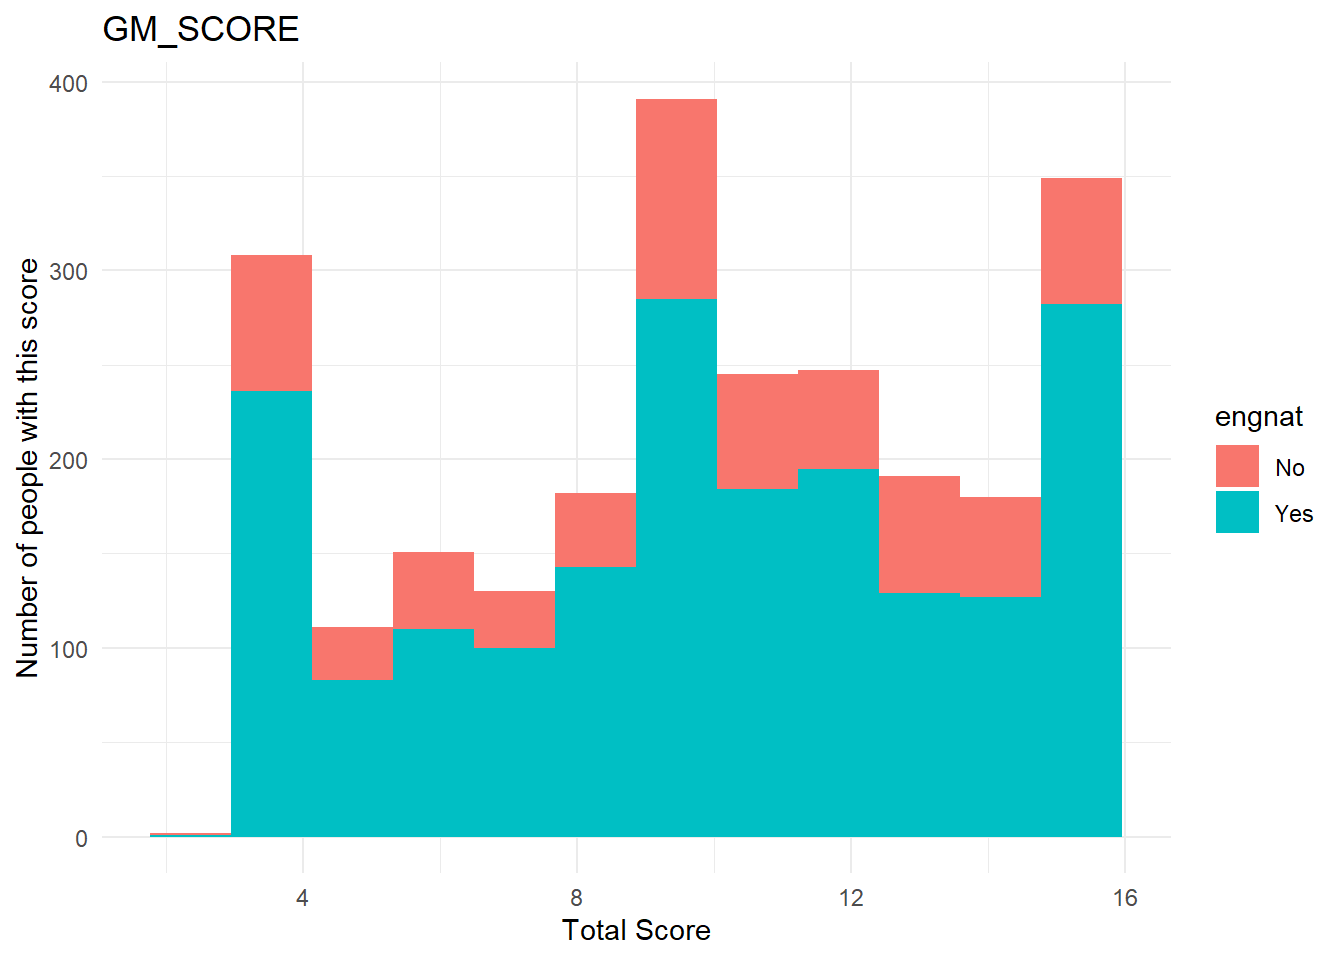 GM_SCORE
400
300
200
100
0
Number of people with this score
4 8 12 16
Total Score
engnat
No
Yes